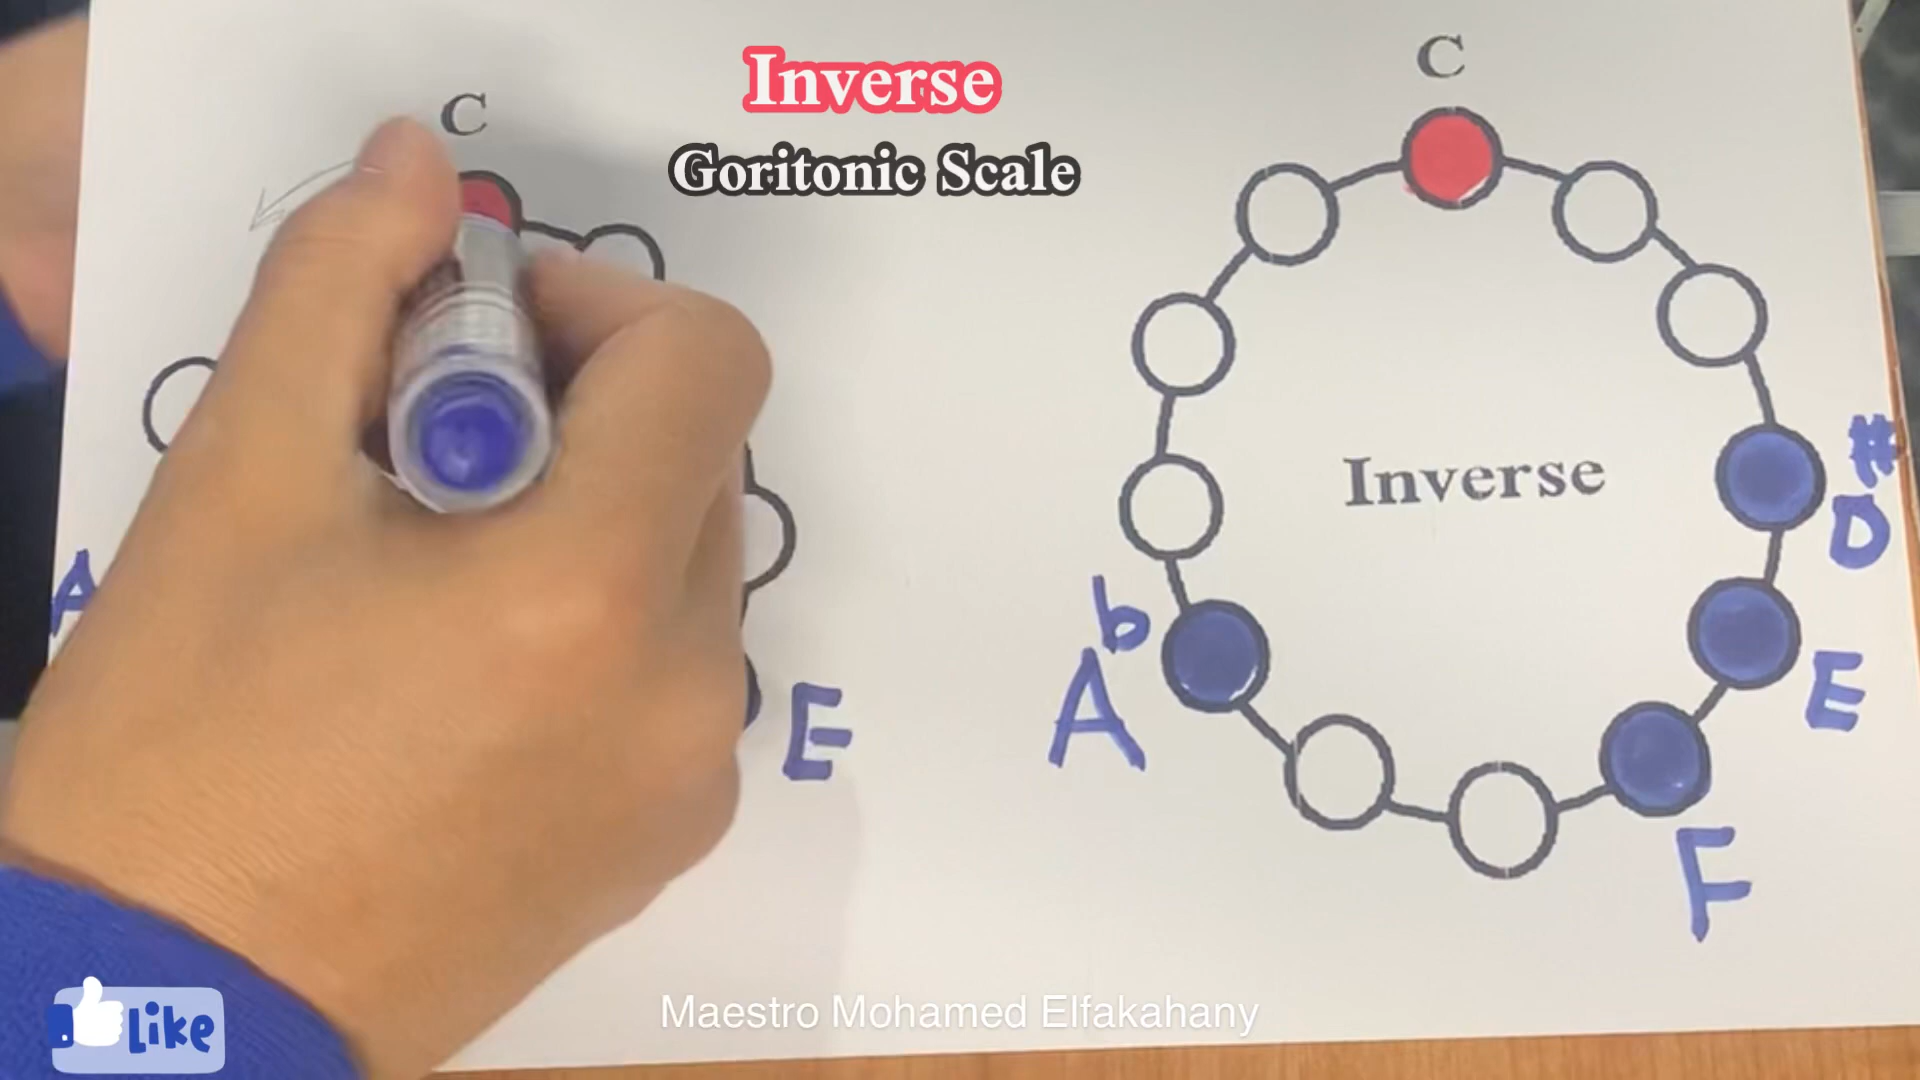 Inverse
Goritonic Scale
C
C
Inverse
#
D
A
E
b
A
E
F
Like
Maestro Mohamed Elfakahany